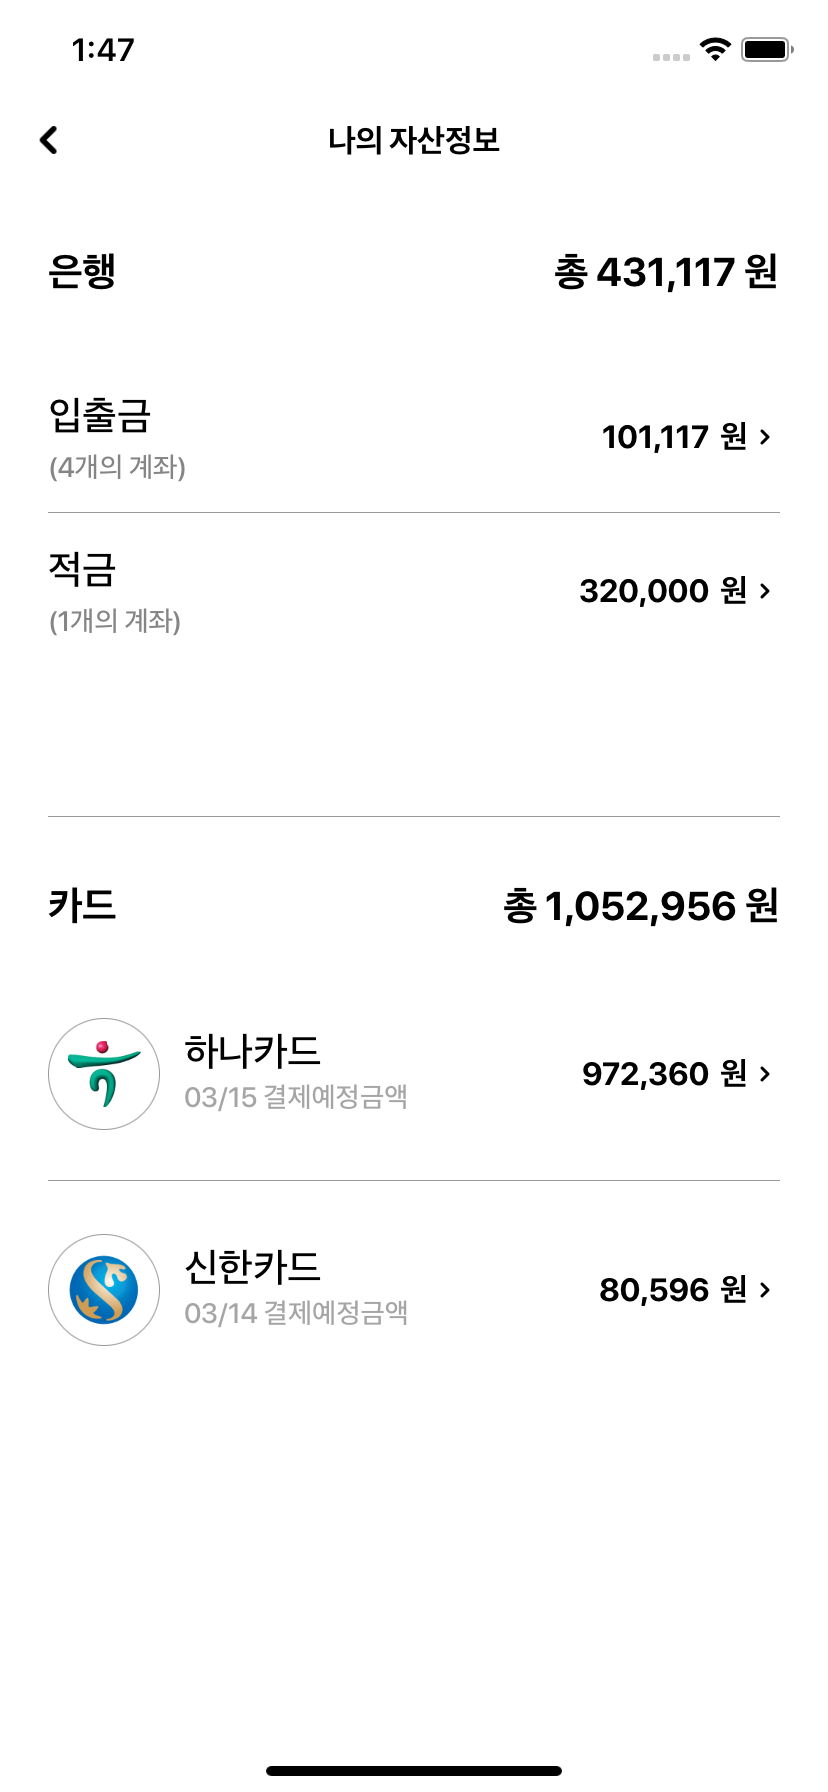 1:47
나의 자산정보
은행
총 431,117 원
입출금
(4개의 계좌)
101,117 원
적금
(1개의 계좌)
320,000 원
카드
총 1,052,956 원
하나카드
03/15 결제예정금액
972,360 원
신한카드
03/14 결제예정금액
80,596 원